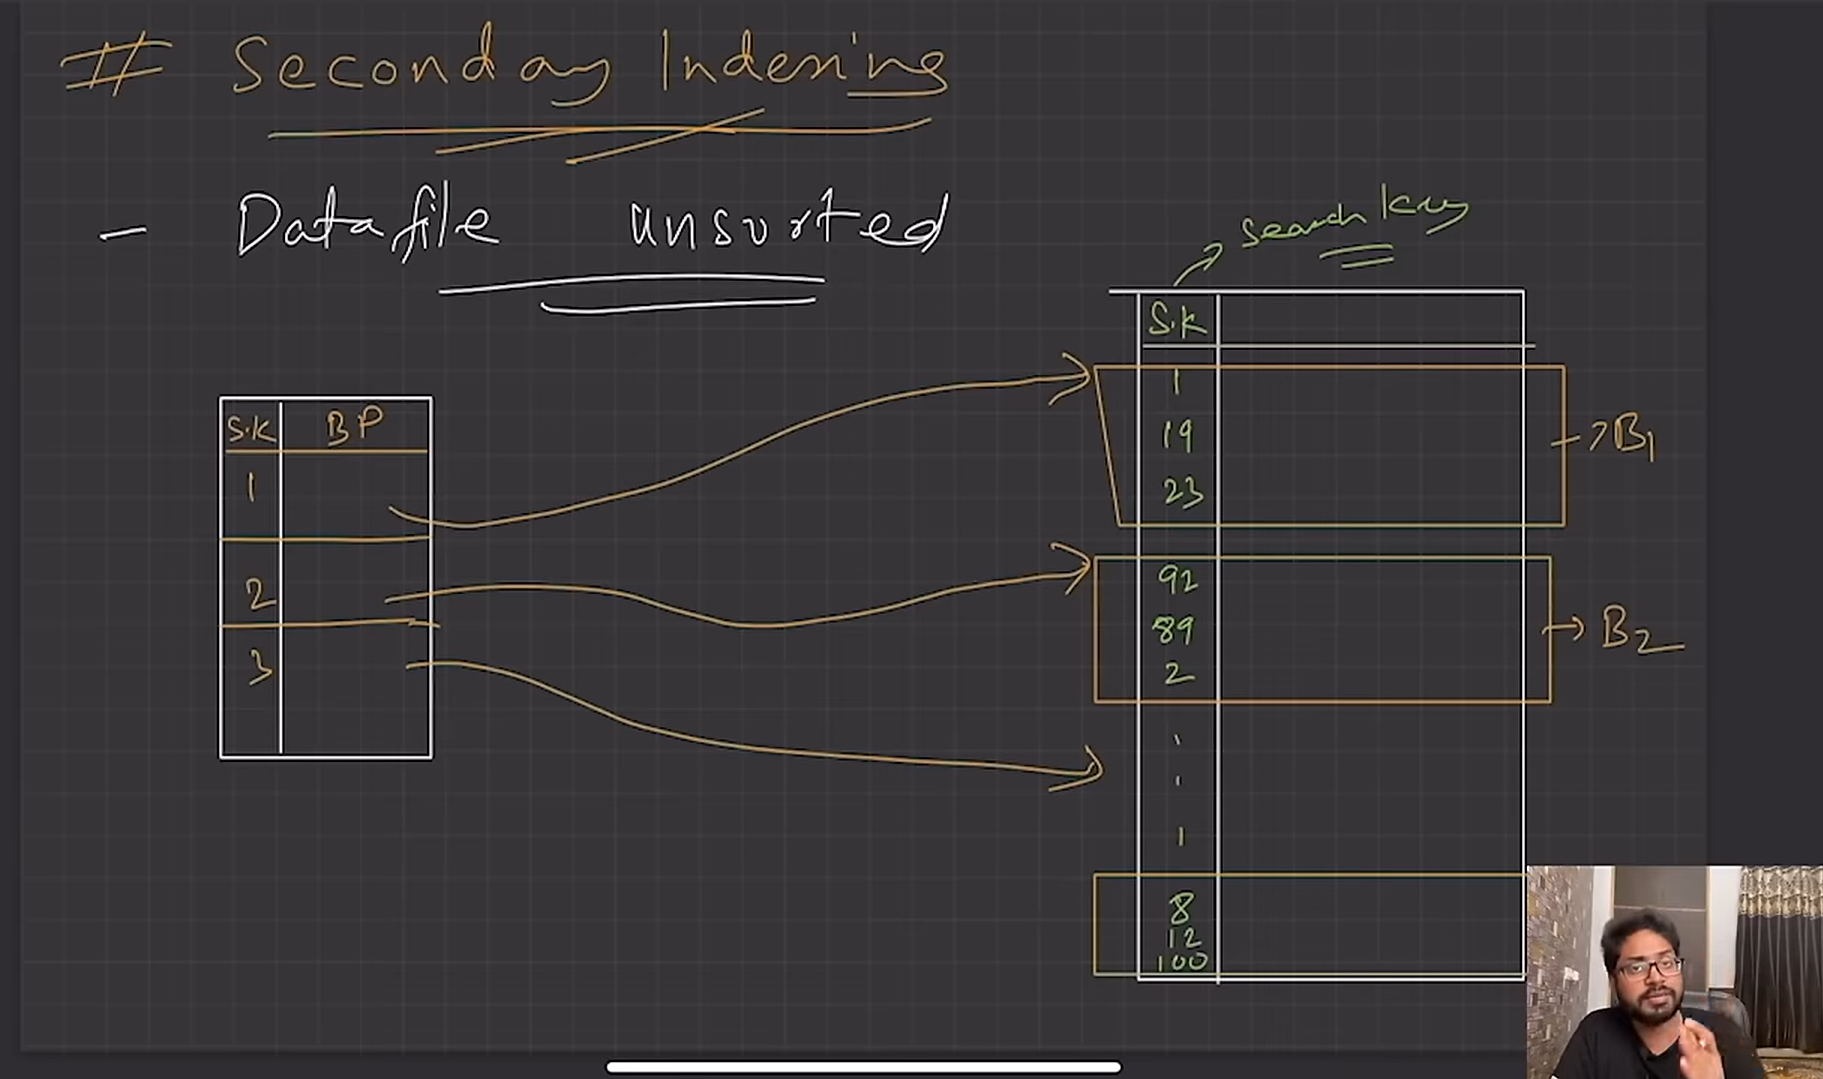 # Secondary Indexing
- Datafile unsorted
search key
S.K
1
19
23
B1
92
89
2
B2
1
8
12
100
S.K BP
1
2
3